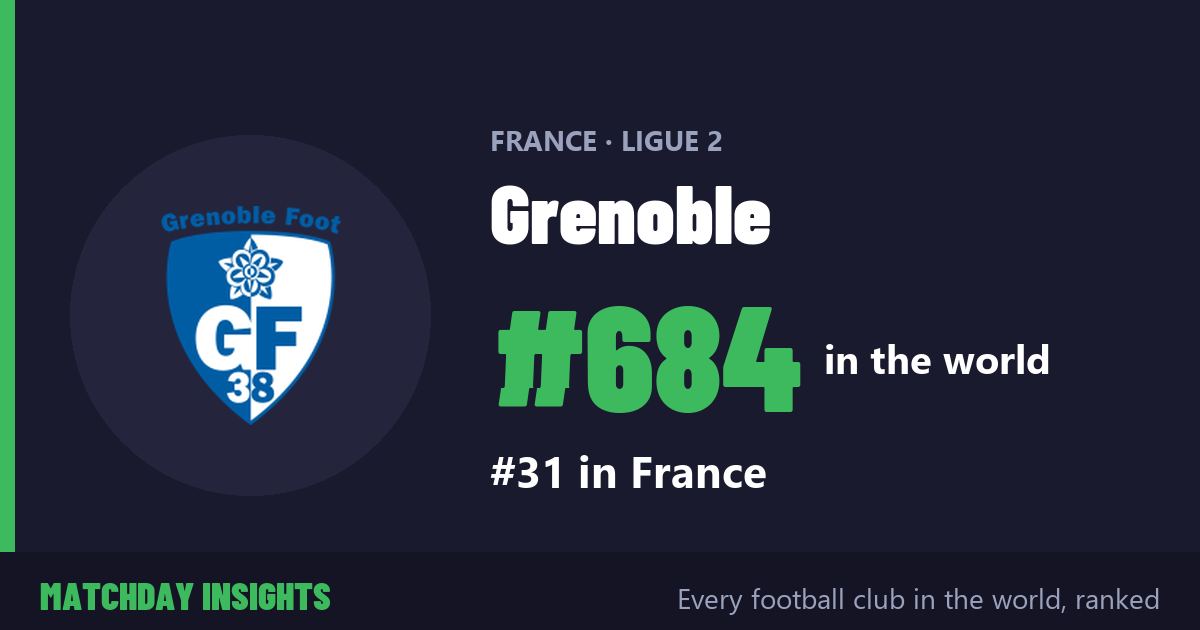 FRANCE · LIGUE 2
Grenoble
Grenoble Foot
GF
38
#684 in the world
#31 in France
MATCHDAY INSIGHTS
Every football club in the world, ranked